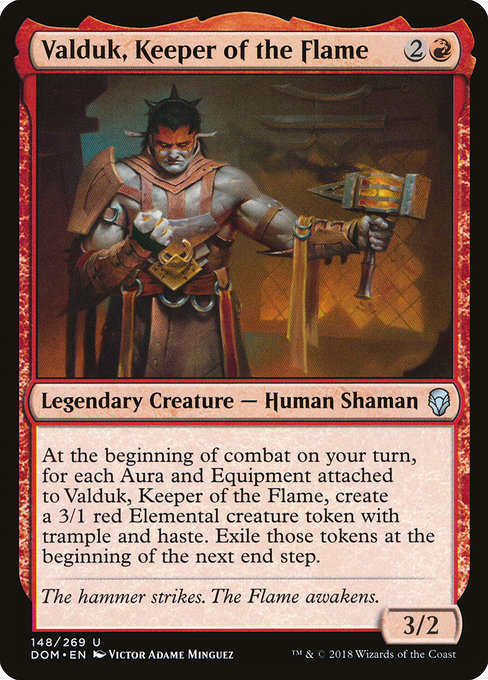 Valduk, Keeper of the Flame 2
Legendary Creature — Human Shaman
At the beginning of combat on your turn,
for each Aura and Equipment attached
to Valduk, Keeper of the Flame, create
a 3/1 red Elemental creature token with
trample and haste. Exile those tokens at the
beginning of the next end step.
The hammer strikes. The Flame awakens.
3/2
148/269 U
DOM • EN Victor Adame Minguez
™ & © 2018 Wizards of the Coast